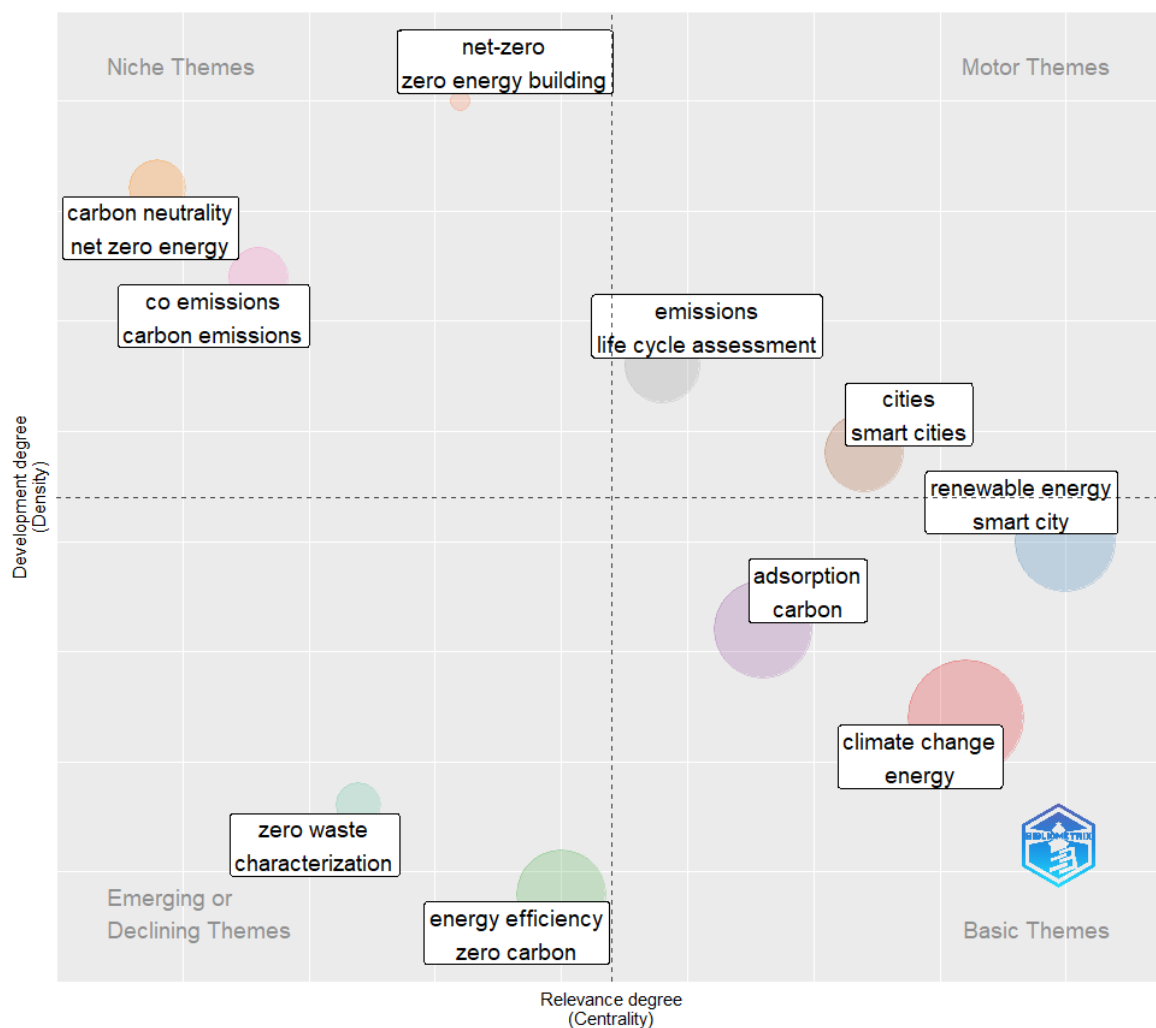 net-zero
zero energy building
Niche Themes
Motor Themes
carbon neutrality
net zero energy
co emissions
carbon emissions
emissions
life cycle assessment
cities
smart cities
renewable energy
smart city
adsorption
carbon
climate change
energy
zero waste
characterization
energy efficiency
zero carbon
BIBLIOMETRIX
Emerging or
Declining Themes
Basic Themes
Development degree
(Density)
Relevance degree
(Centrality)